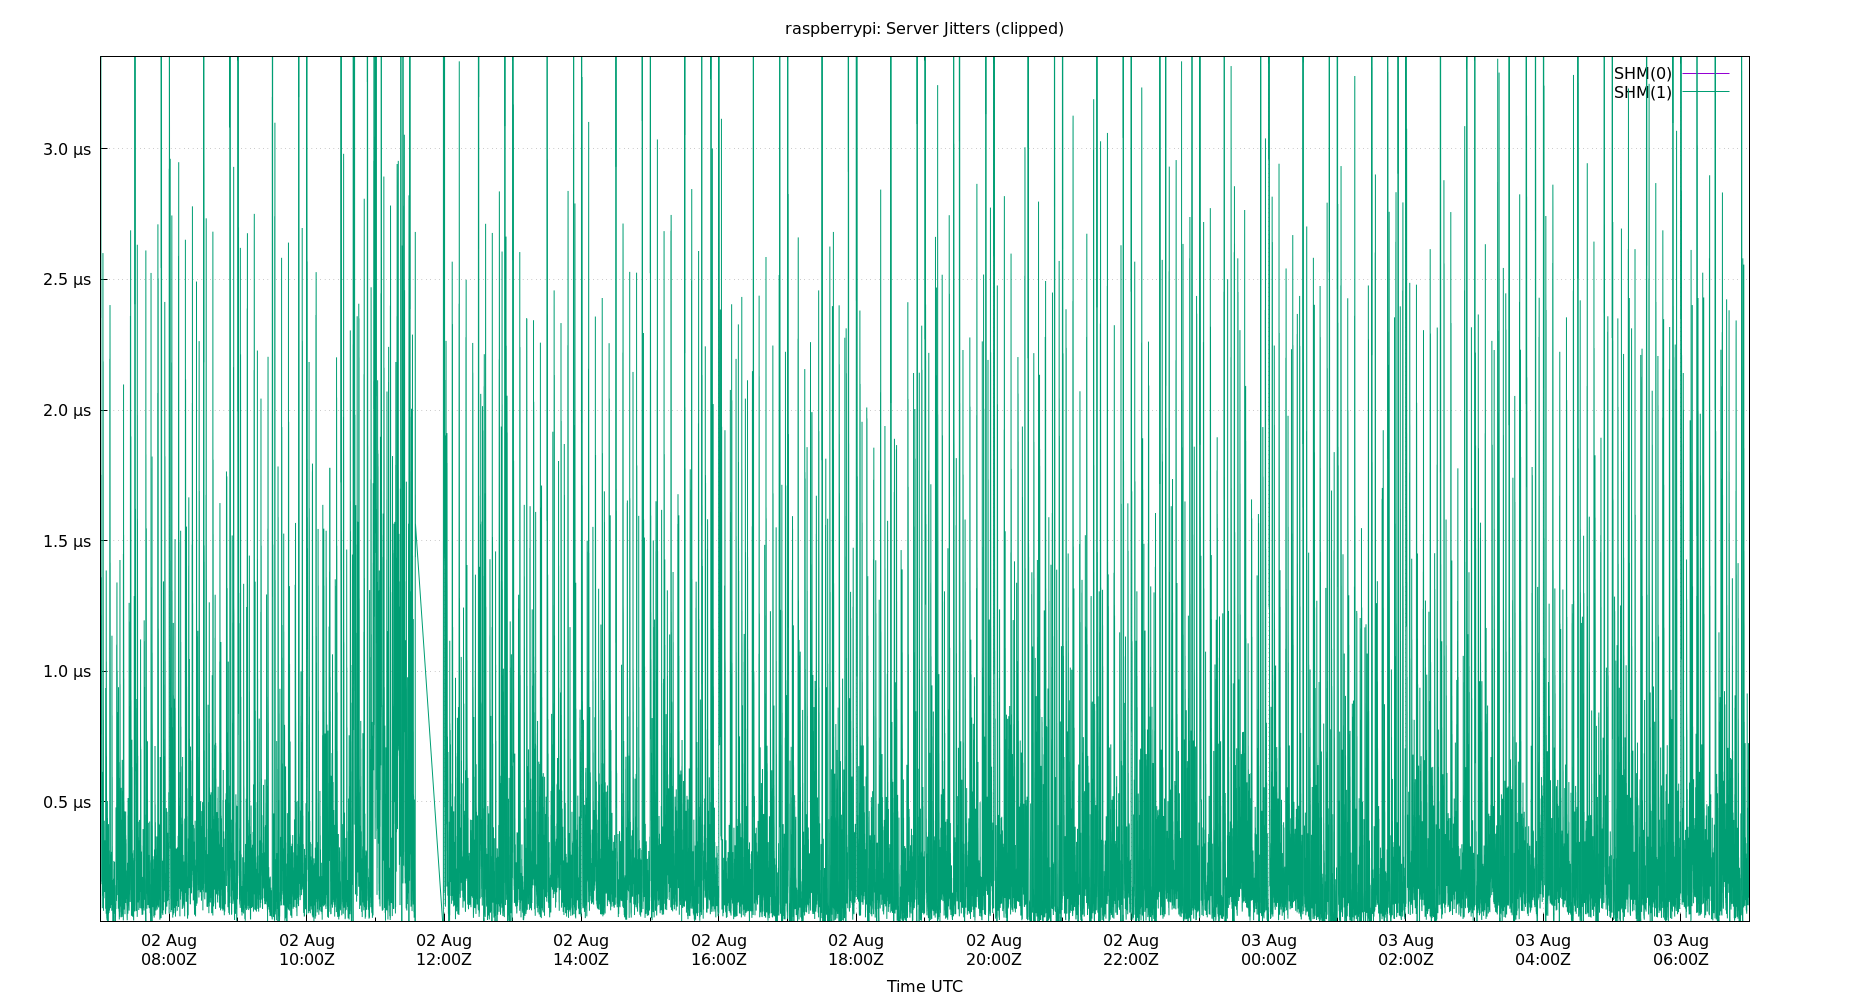 raspberrypi: Server Jitters (clipped)
SHM(0)
SHM(1)
3.0 µs
2.5 µs
2.0 µs
1.5 µs
1.0 µs
0.5 µs
02 Aug 02 Aug 02 Aug 02 Aug 02 Aug 02 Aug 02 Aug 02 Aug 03 Aug 03 Aug 03 Aug 03 Aug
08:00Z 10:00Z 12:00Z 14:00Z 16:00Z 18:00Z 20:00Z 22:00Z 00:00Z 02:00Z 04:00Z 06:00Z
Time UTC